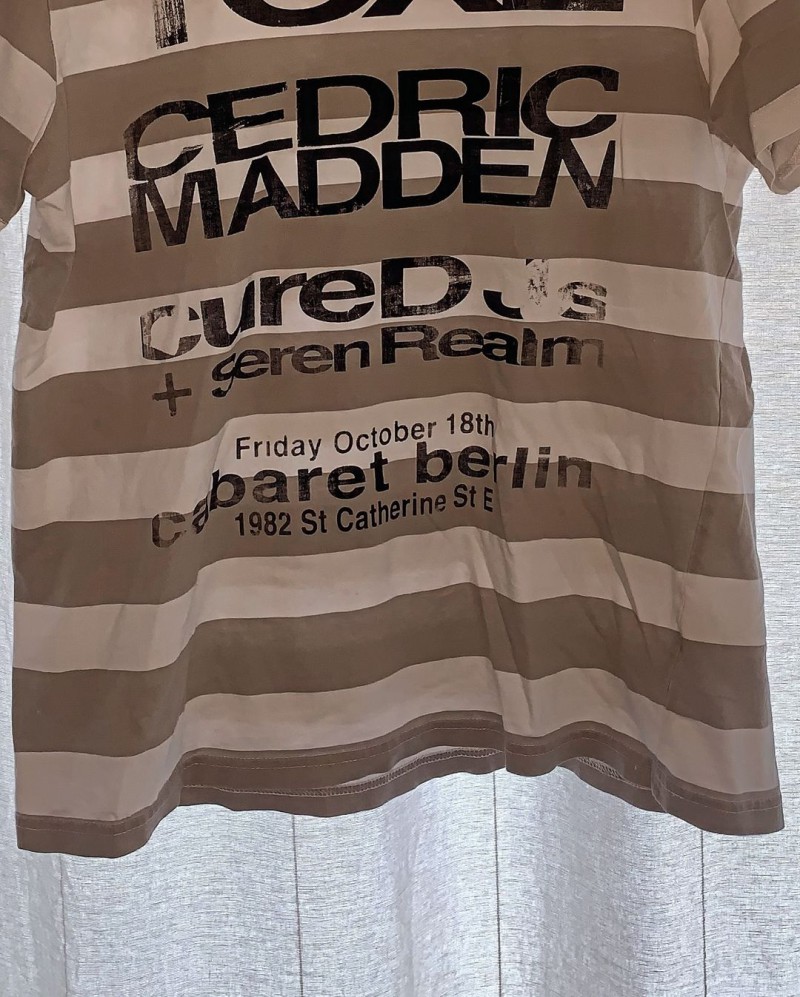 CEDRIC
MADDEN
cureDJs
+ geren Realm
Friday October 18th
cabaret berlin
1982 St Catherine St E